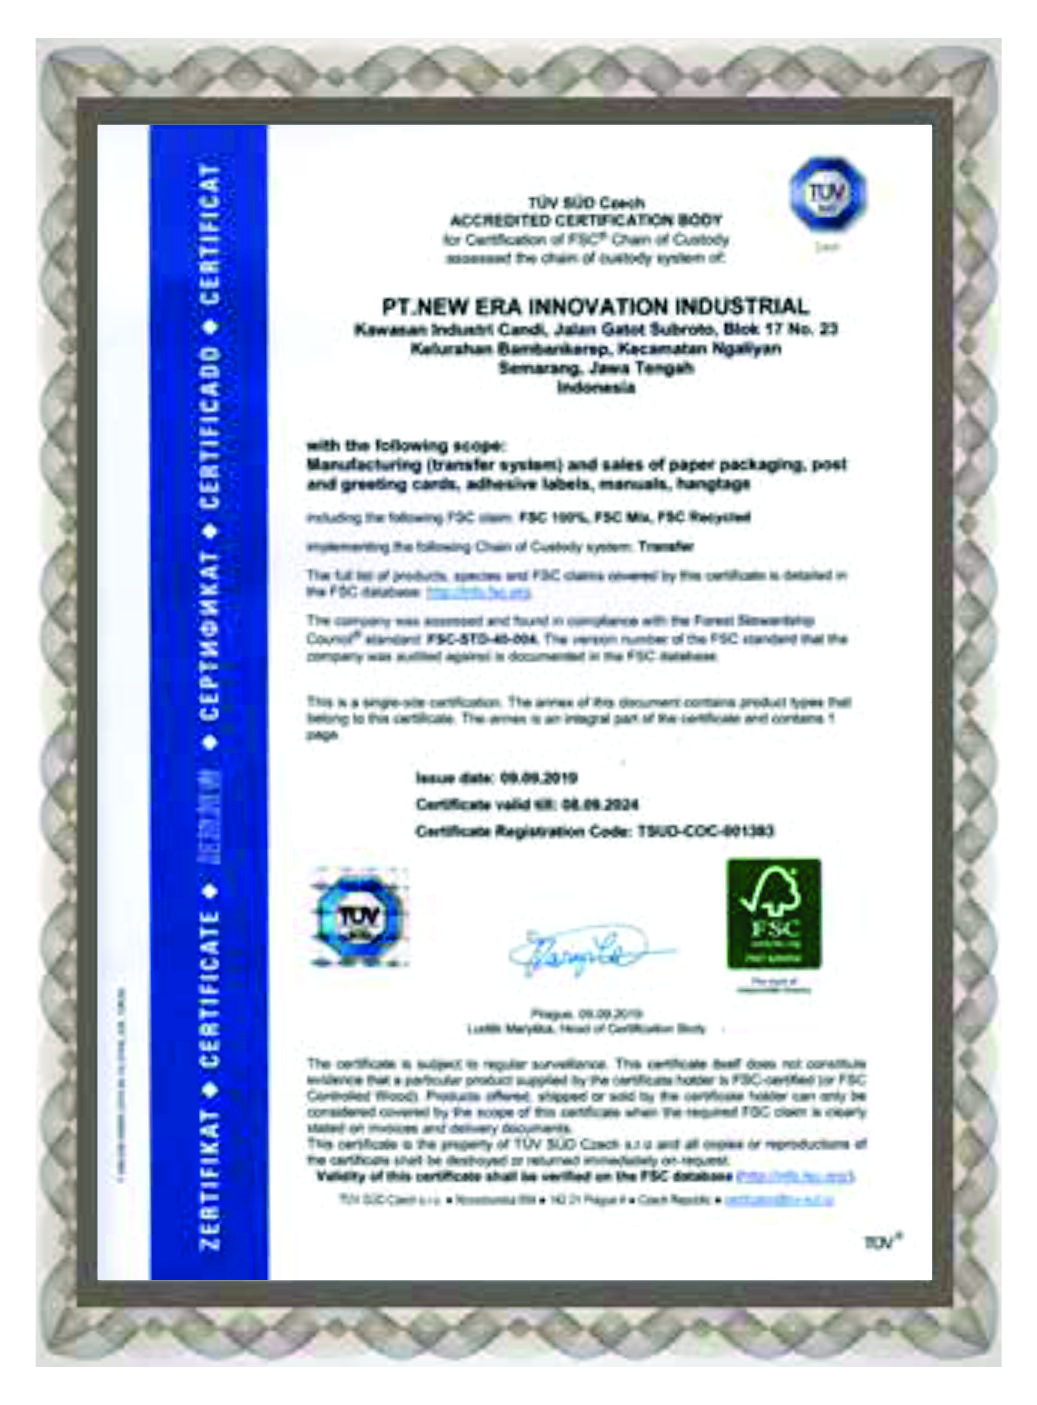 ZERTIFIKAT ◆ CERTIFICATE ◆ ◆ СЕРТИФИКАТ ◆ CERTIFICADO ◆ CERTIFICAT
TÜV
TÜV SÜD Czech
ACCREDITED CERTIFICATION BODY
for Certification of FSC® Chain of Custody
assessed the chain of custody system of:
PT.NEW ERA INNOVATION INDUSTRIAL
Kawasan Industri Candi, Jalan Gatot Subroto, Blok 17 No. 23
Kelurahan Bambankerep, Kecamatan Ngaliyan
Semarang, Jawa Tengah
Indonesia
with the following scope:
Manufacturing (transfer system) and sales of paper packaging, post
and greeting cards, adhesive labels, manuals, hangtags
including the following FSC claim: FSC 100%, FSC Mix, FSC Recycled
implementing the following Chain of Custody system: Transfer
The full list of products, species and FSC claims covered by this certificate is detailed in
the FSC database: http://info.fsc.org.
The company was assessed and found in compliance with the Forest Stewardship
Council® standard: FSC-STD-40-004. The version number of the FSC standard that the
company was audited against is documented in the FSC database.
This is a single-site certification. The annex of this document contains product types that
belong to this certificate. The annex is an integral part of the certificate and contains 1
page.
Issue date: 09.09.2019
Certificate valid till: 08.09.2024
Certificate Registration Code: TSUD-COC-001383
TÜV
FSC
The mark of
Prague, 09.09.2019
Head of Certification Body
The certificate is subject to regular surveillance. This certificate itself does not constitute
evidence that a particular product supplied by the certificate holder is FSC-certified (or FSC
Controlled Wood). Products offered, shipped or sold by the certificate holder can only be
considered covered by the scope of this certificate when the required FSC claim is clearly
stated on invoices and delivery documents.
This certificate is the property of TÜV SÜD Czech s.r.o and all copies or reproductions of
the certificate shall be destroyed or returned immediately on request.
Validity of this certificate shall be verified on the FSC database (http://info.fsc.org/).
TÜV SÜD Czech s.r.o. ● Novodvorská 994 ● 142 21 Prague 4 ● Czech Republic ●
TÜV®